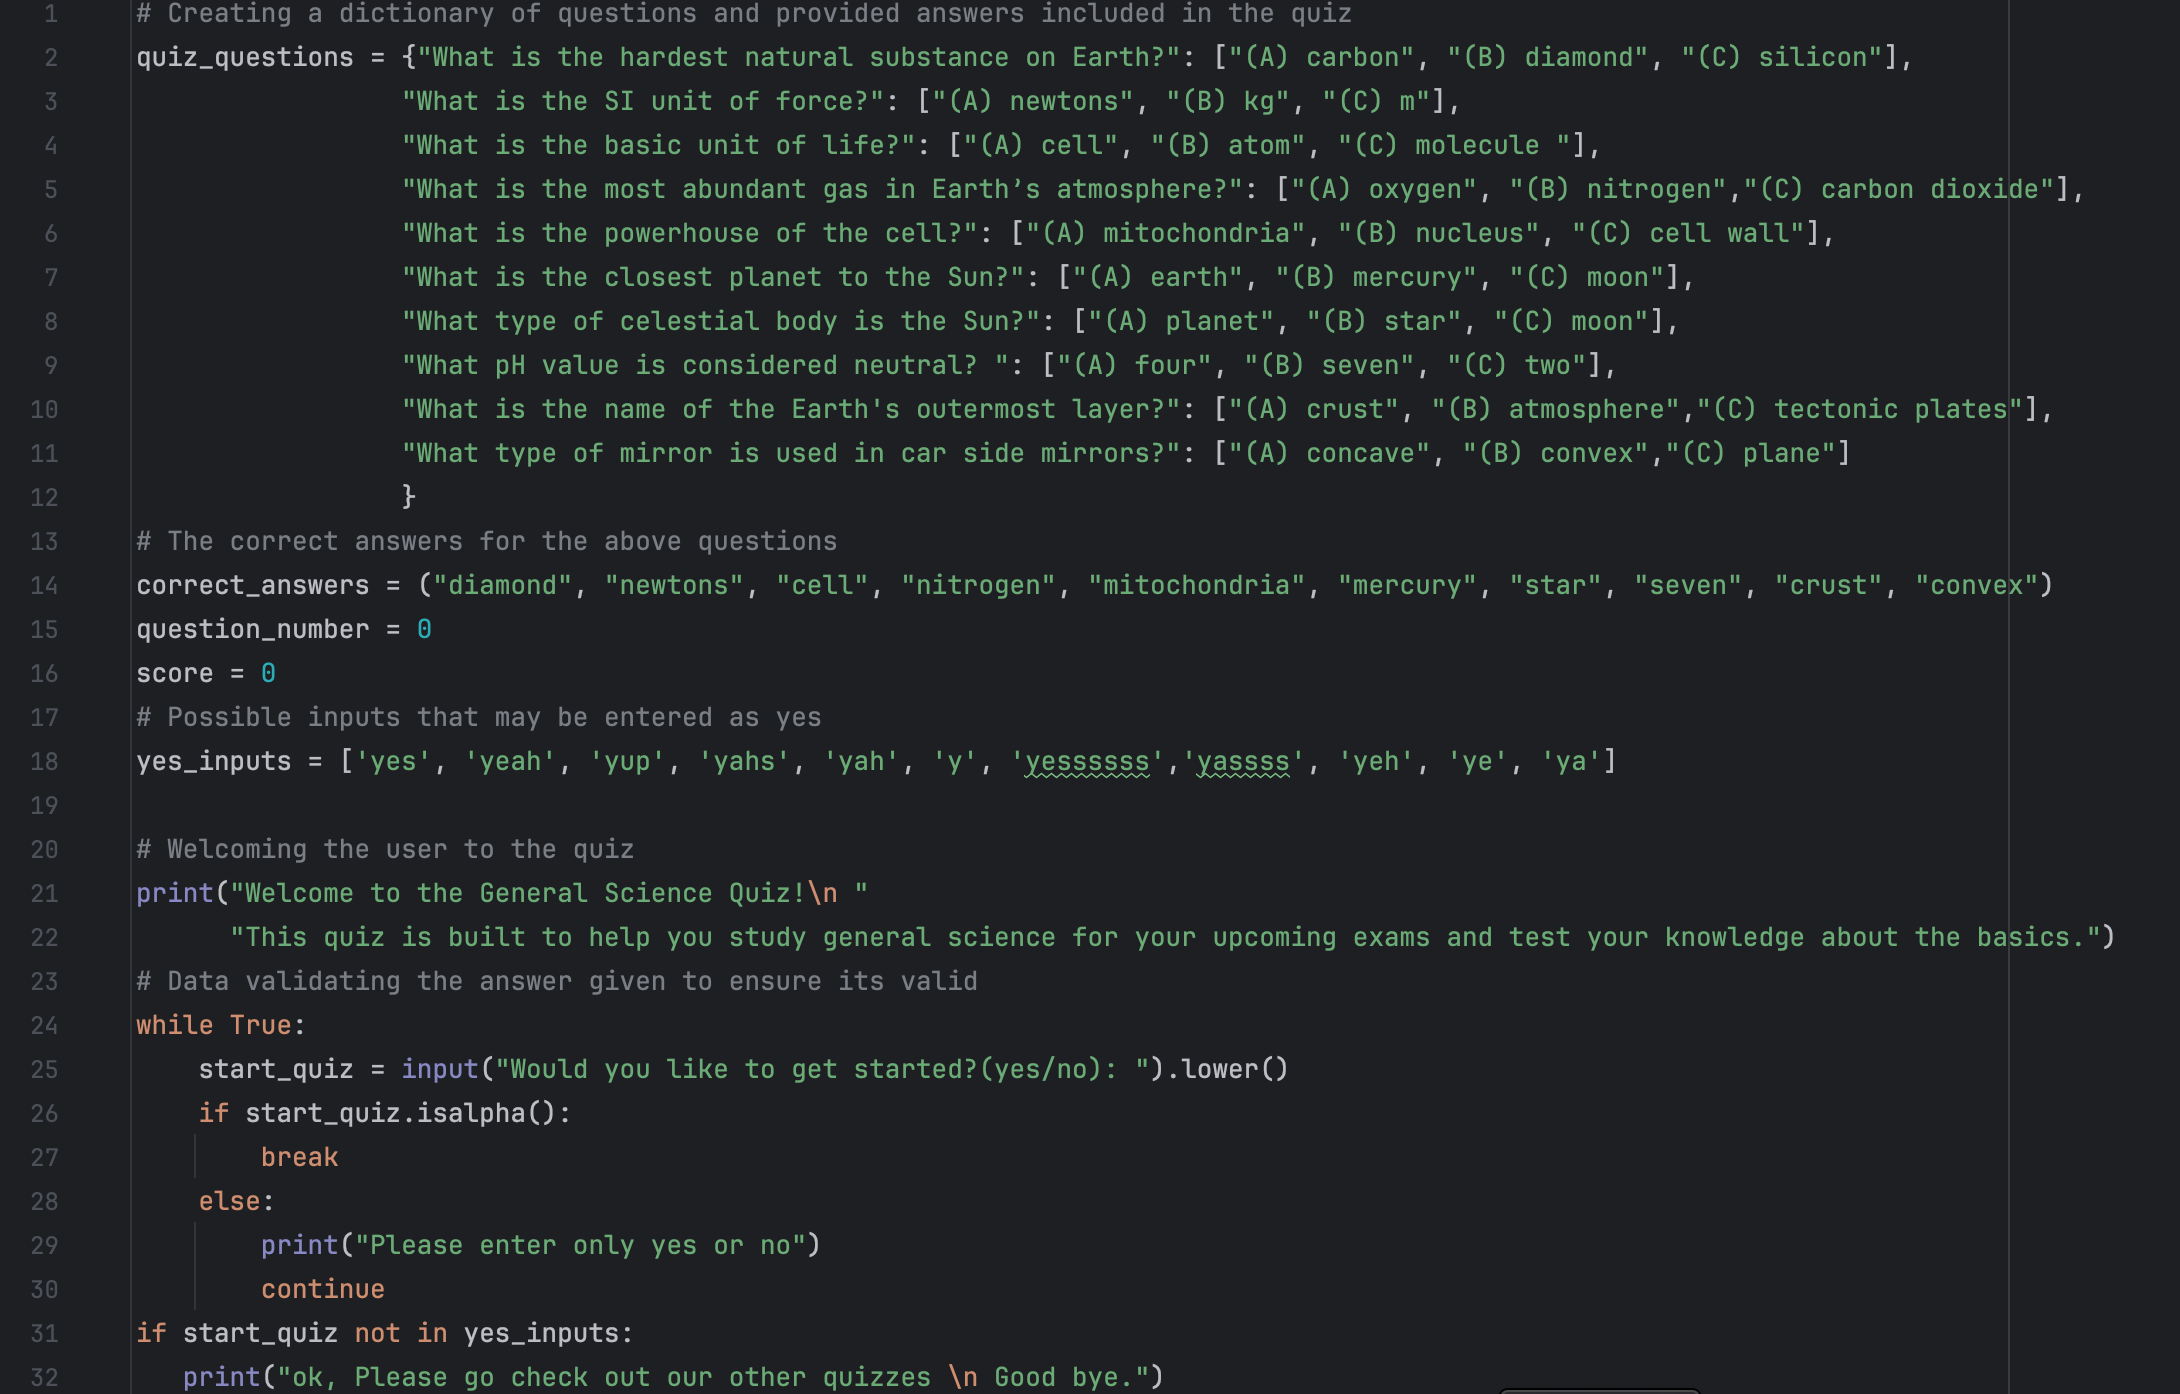 1 # Creating a dictionary of questions and provided answers included in the quiz
2 quiz_questions = {"What is the hardest natural substance on Earth?": ["(A) carbon", "(B) diamond", "(C) silicon"],
3 "What is the SI unit of force?": ["(A) newtons", "(B) kg", "(C) m"],
4 "What is the basic unit of life?": ["(A) cell", "(B) atom", "(C) molecule "],
5 "What is the most abundant gas in Earth’s atmosphere?": ["(A) oxygen", "(B) nitrogen","(C) carbon dioxide"],
6 "What is the powerhouse of the cell?": ["(A) mitochondria", "(B) nucleus", "(C) cell wall"],
7 "What is the closest planet to the Sun?": ["(A) earth", "(B) mercury", "(C) moon"],
8 "What type of celestial body is the Sun?": ["(A) planet", "(B) star", "(C) moon"],
9 "What pH value is considered neutral? ": ["(A) four", "(B) seven", "(C) two"],
10 "What is the name of the Earth's outermost layer?": ["(A) crust", "(B) atmosphere","(C) tectonic plates"],
11 "What type of mirror is used in car side mirrors?": ["(A) concave", "(B) convex","(C) plane"]
12 }
13 # The correct answers for the above questions
14 correct_answers = ("diamond", "newtons", "cell", "nitrogen", "mitochondria", "mercury", "star", "seven", "crust", "convex")
15 question_number = 0
16 score = 0
17 # Possible inputs that may be entered as yes
18 yes_inputs = ['yes', 'yeah', 'yup', 'yahs', 'yah', 'y', 'yessssss','yassss', 'yeh', 'ye', 'ya']
19
20 # Welcoming the user to the quiz
21 print("Welcome to the General Science Quiz!\n "
22 "This quiz is built to help you study general science for your upcoming exams and test your knowledge about the basics.")
23 # Data validating the answer given to ensure its valid
24 while True:
25 start_quiz = input("Would you like to get started?(yes/no): ").lower()
26 if start_quiz.isalpha():
27 break
28 else:
29 print("Please enter only yes or no")
30 continue
31 if start_quiz not in yes_inputs:
32 print("ok, Please go check out our other quizzes \n Good bye.")